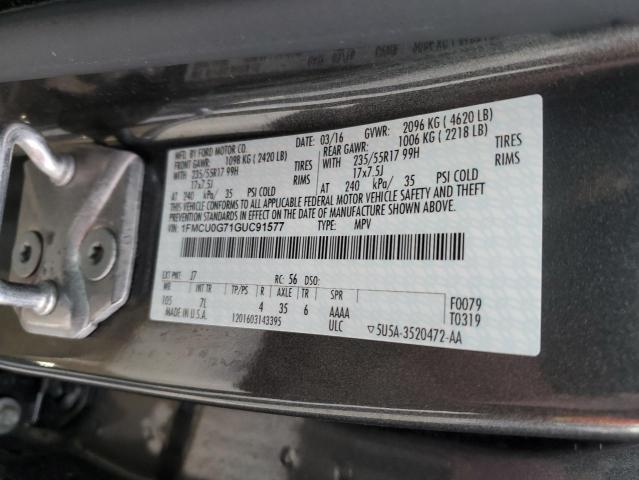 MFD. BY FORD MOTOR CO.
03/16 GVWR: 2096 KG ( 4620 LB)
FRONT GAWR: 1098 KG ( 2420 LB)
REAR GAWR: 1006 KG ( 2218 LB)
WITH 235/55R17 99H TIRES
WITH 235/55R17 99H TIRES
17x7.5J RIMS
17x7.5J RIMS
AT 240 kPa/ 35 PSI COLD
AT 240 kPa/ 35 PSI COLD
THIS VEHICLE CONFORMS TO ALL APPLICABLE FEDERAL MOTOR VEHICLE SAFETY AND THEFT
PREVENTION STANDARDS IN EFFECT ON THE DATE OF MANUFACTURE SHOWN ABOVE.
VIN: 1FMCU0G71GUC91577 TYPE: MPV
EXT PNT: J7 RC: 56 DSO:
WB INT TR TP/PS R AXLE TR SPR
105 7L 4 35 6 AAAA
F0079
T0319
MADE IN U.S.A. 1201603143395 ULC
▽5U5A-3520472-AA